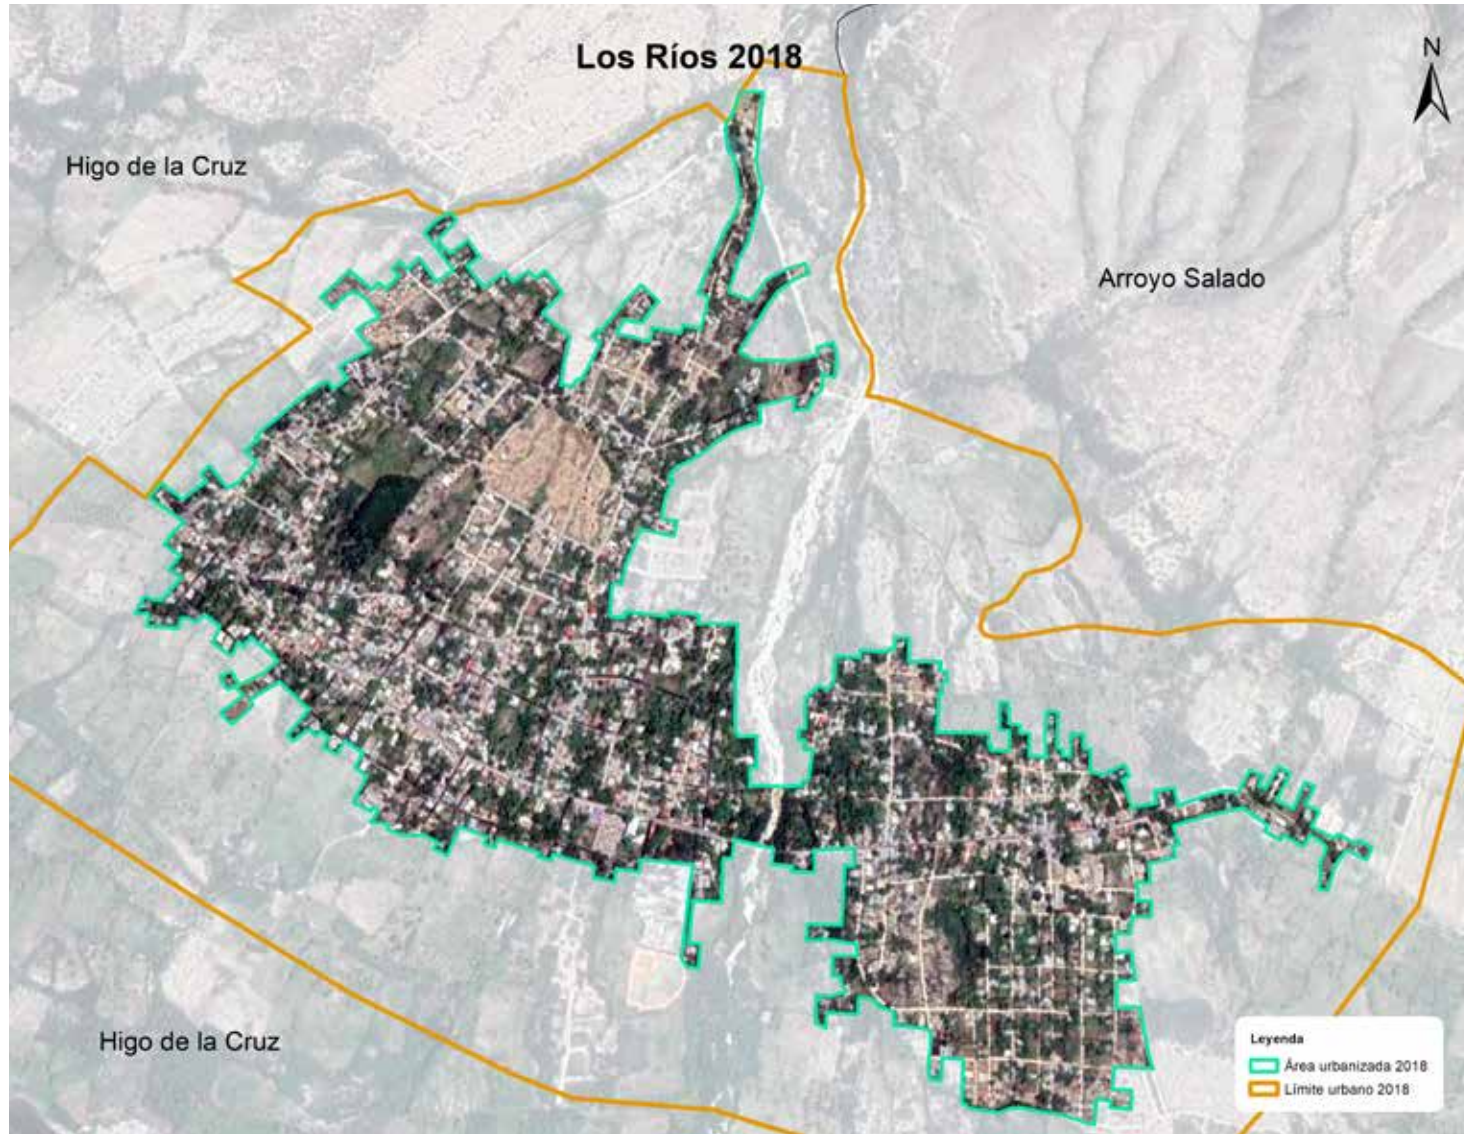 Los Ríos 2018
N
Higo de la Cruz
Arroyo Salado
Higo de la Cruz
Leyenda
Área urbanizada 2018
Límite urbano 2018